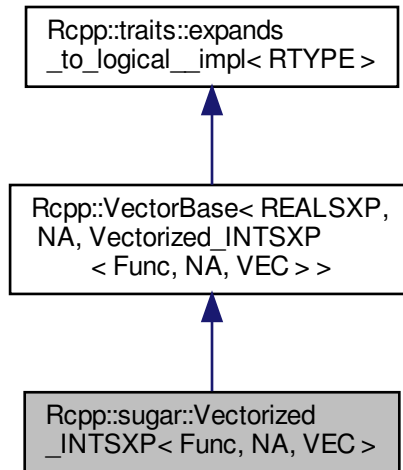 Rcpp::traits::expands
_to_logical__impl< RTYPE >
Rcpp::VectorBase< REALSXP,
NA, Vectorized_INTSXP
< Func, NA, VEC > >
Rcpp::sugar::Vectorized
_INTSXP< Func, NA, VEC >